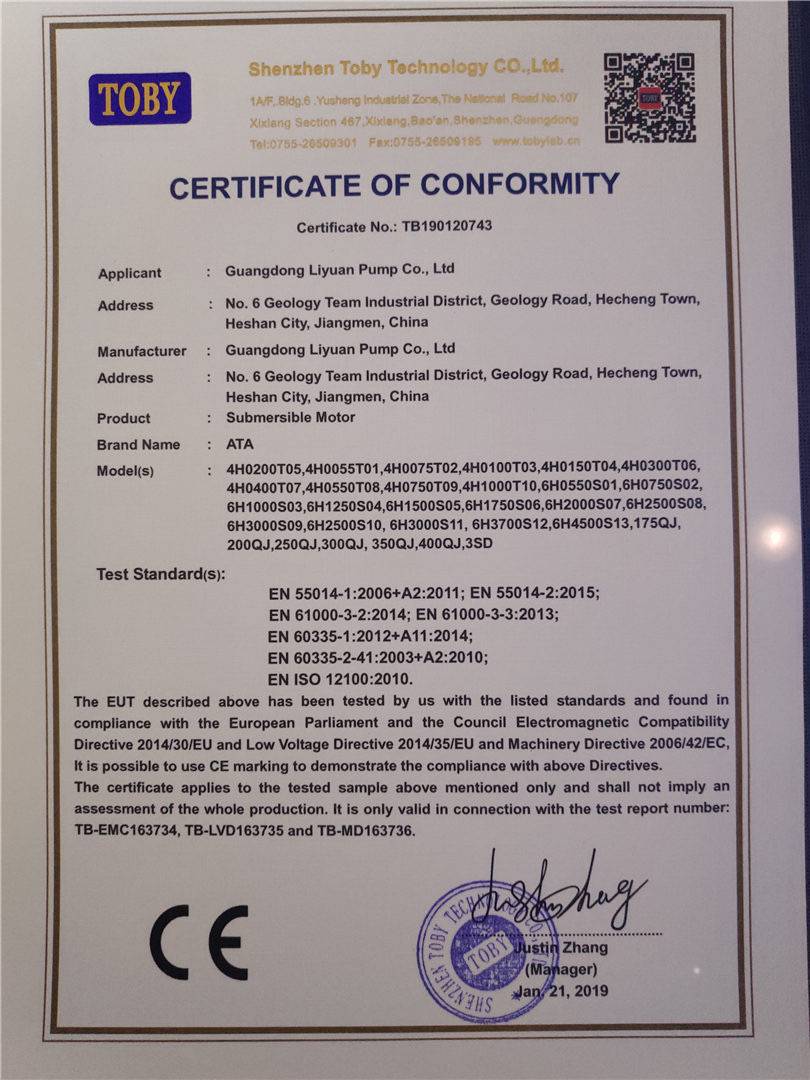 TOBY
Shenzhen Toby Technology CO.,Ltd.
1A/F.,Bldg.6 .Yusheng Industrial Zone,The National Road No.107
Xixiang Section 467,Xixiang,Bao'an,Shenzhen,Guangdong
Tel:0755-26509301 Fax:0755-26509195 www.tobylab.cn
TOBY
CERTIFICATE OF CONFORMITY
Certificate No.: TB190120743
Applicant : Guangdong Liyuan Pump Co., Ltd
Address : No. 6 Geology Team Industrial District, Geology Road, Hecheng Town,
Heshan City, Jiangmen, China
Manufacturer : Guangdong Liyuan Pump Co., Ltd
Address : No. 6 Geology Team Industrial District, Geology Road, Hecheng Town,
Heshan City, Jiangmen, China
Product : Submersible Motor
Brand Name : ATA
Model(s) : 4H0200T05,4H0055T01,4H0075T02,4H0100T03,4H0150T04,4H0300T06,
4H0400T07,4H0550T08,4H0750T09,4H1000T10,6H0550S01,6H0750S02,
6H1000S03,6H1250S04,6H1500S05,6H1750S06,6H2000S07,6H2500S08,
6H3000S09,6H2500S10, 6H3000S11, 6H3700S12,6H4500S13,175QJ,
200QJ,250QJ,300QJ, 350QJ,400QJ,3SD
Test Standard(s):
EN 55014-1:2006+A2:2011; EN 55014-2:2015;
EN 61000-3-2:2014; EN 61000-3-3:2013;
EN 60335-1:2012+A11:2014;
EN 60335-2-41:2003+A2:2010;
EN ISO 12100:2010.
The EUT described above has been tested by us with the listed standards and found in
compliance with the European Parliament and the Council Electromagnetic Compatibility
Directive 2014/30/EU and Low Voltage Directive 2014/35/EU and Machinery Directive 2006/42/EC,
It is possible to use CE marking to demonstrate the compliance with above Directives.
The certificate applies to the tested sample above mentioned only and shall not imply an
assessment of the whole production. It is only valid in connection with the test report number:
TB-EMC163734, TB-LVD163735 and TB-MD163736.
CE
SHENZHEN TOBY TECHNOLOGY CO., LTD
TOBY
Justin Zhang
Justin Zhang
(Manager)
Jan, 21, 2019